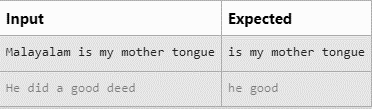 Input Expected
Malayalam is my mother tongue is my mother tongue
He did a good deed he good